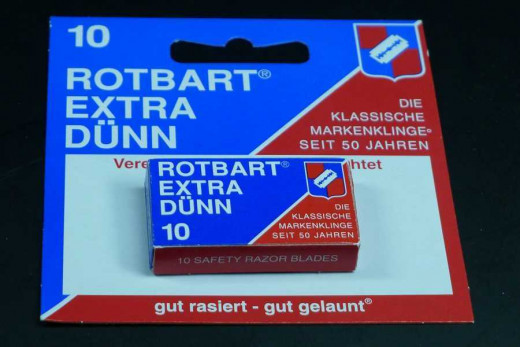 10
ROTBART®
EXTRA
DÜNN
DIE
KLASSISCHE
MARKENKLINGE®
SEIT 50 JAHREN
ROTBART®
EXTRA
DÜNN
10
DIE
KLASSISCHE
MARKENKLINGE
SEIT 50 JAHREN
10 SAFETY RAZOR BLADES
gut rasiert - gut gelaunt®